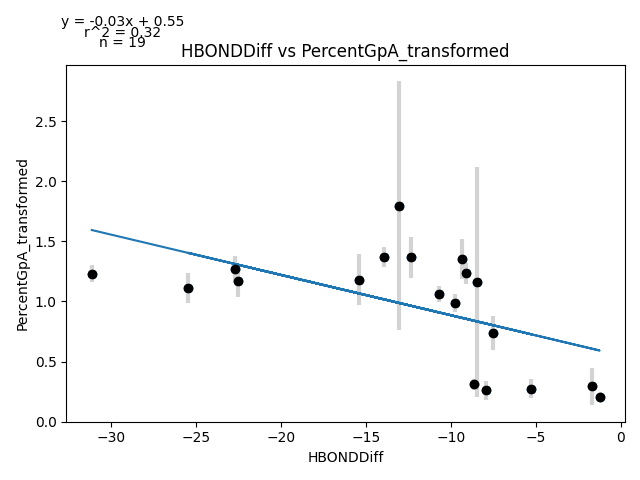 y = -0.03x + 0.55
r^2 = 0.32
n = 19
HBONDDiff vs PercentGpA_transformed
PercentGpA_transformed
2.5
2.0
1.5
1.0
0.5
0.0
−30
−25
−20
−15
−10
−5
0
HBONDDiff